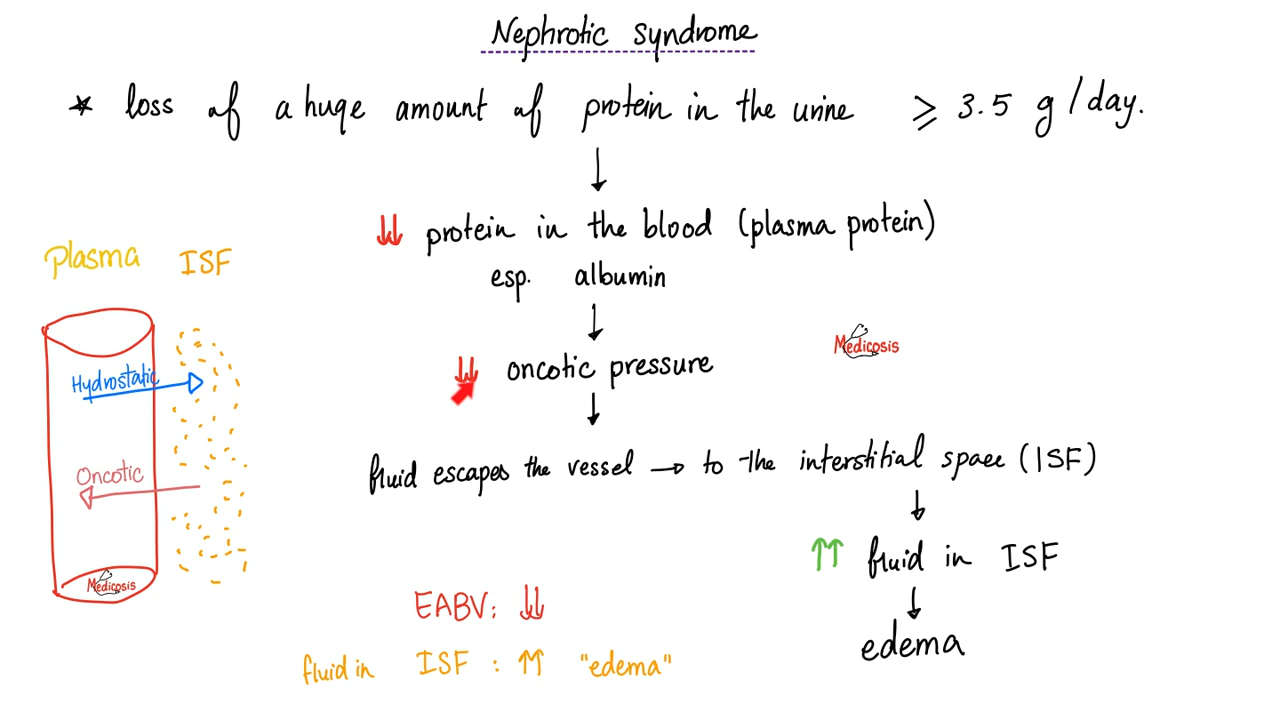 Nephrotic syndrome
* loss of a huge amount of protein in the urine ≥ 3.5 g/day.
↓↓ protein in the blood (plasma protein)
esp. albumin
↓↓ oncotic pressure
fluid escapes the vessel → to the interstitial space (ISF)
↑↑ fluid in ISF
edema
plasma ISF
Hydrostatic
Oncotic
Medicosis
Medicosis
EABV: ↓↓
fluid in ISF : ↑↑ "edema"